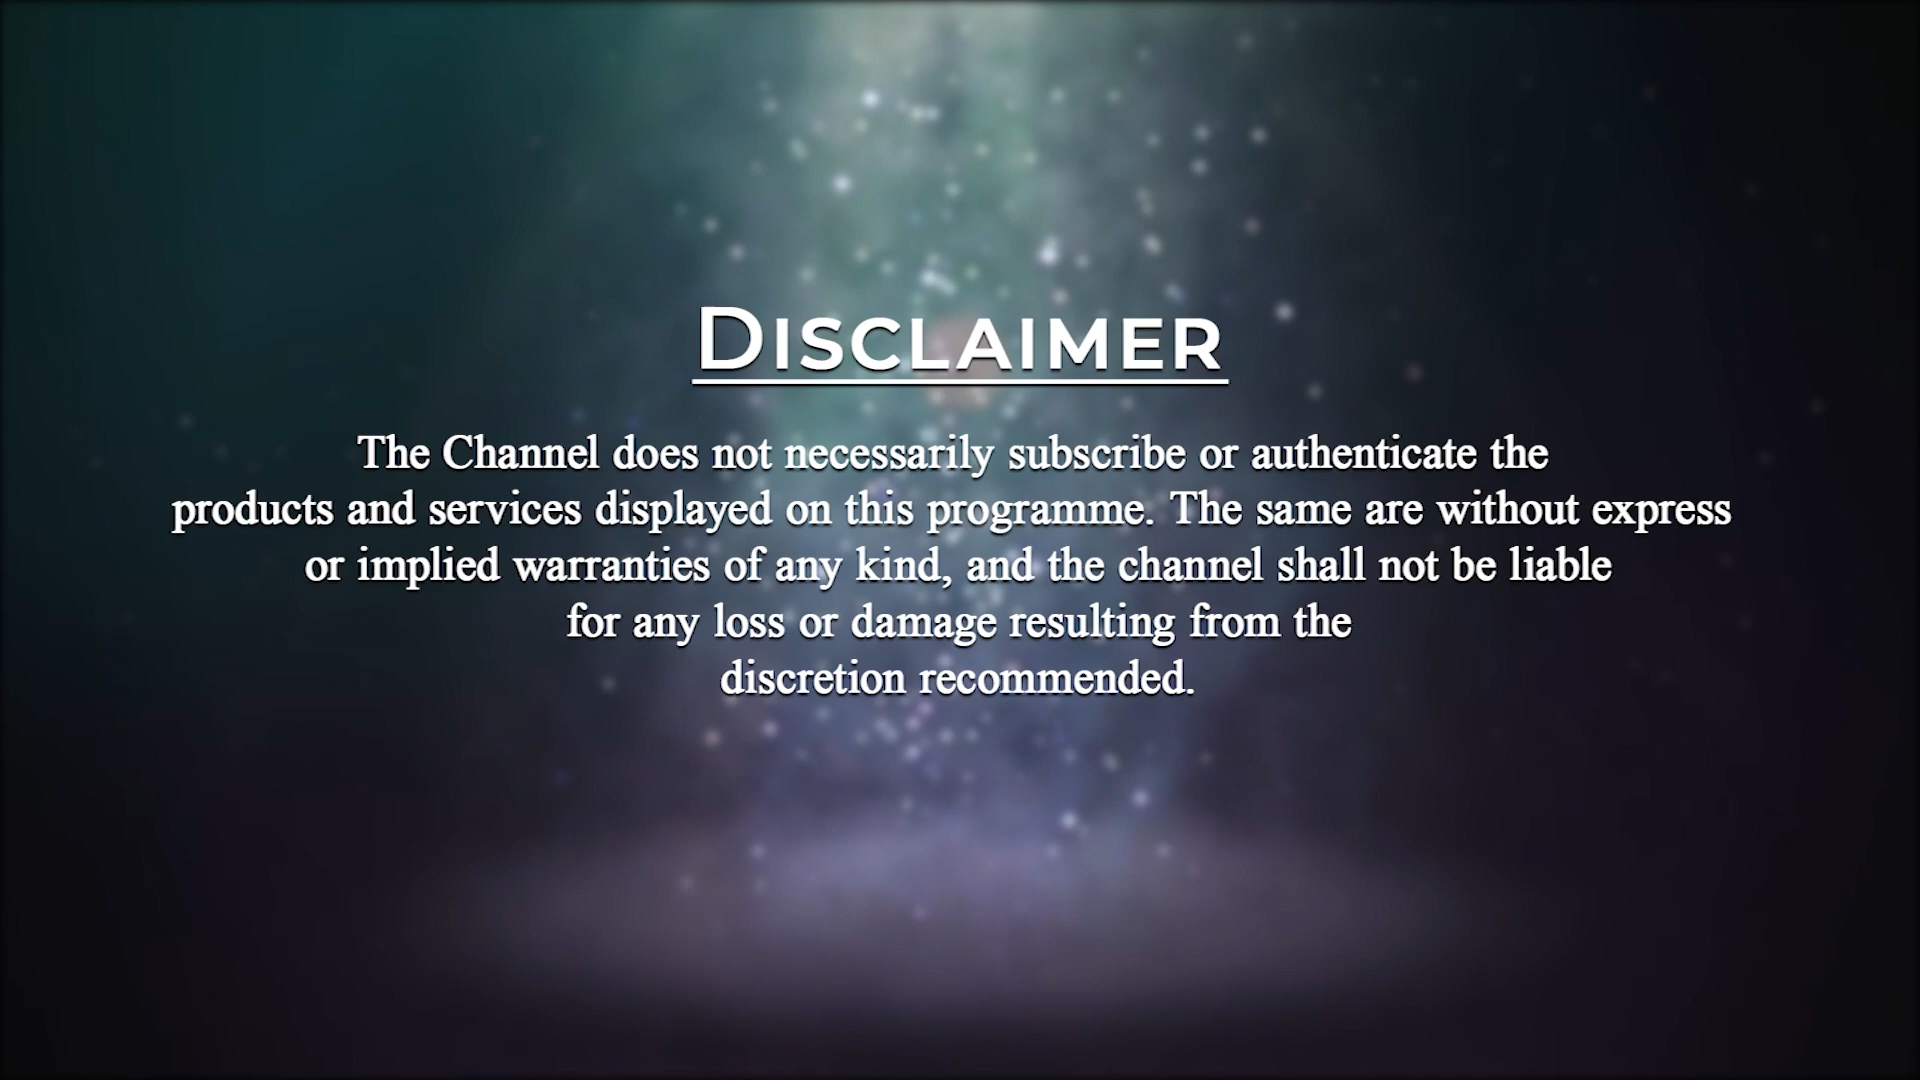 Disclaimer
The Channel does not necessarily subscribe or authenticate the
products and services displayed on this programme. The same are without express
or implied warranties of any kind, and the channel shall not be liable
for any loss or damage resulting from the
discretion recommended.